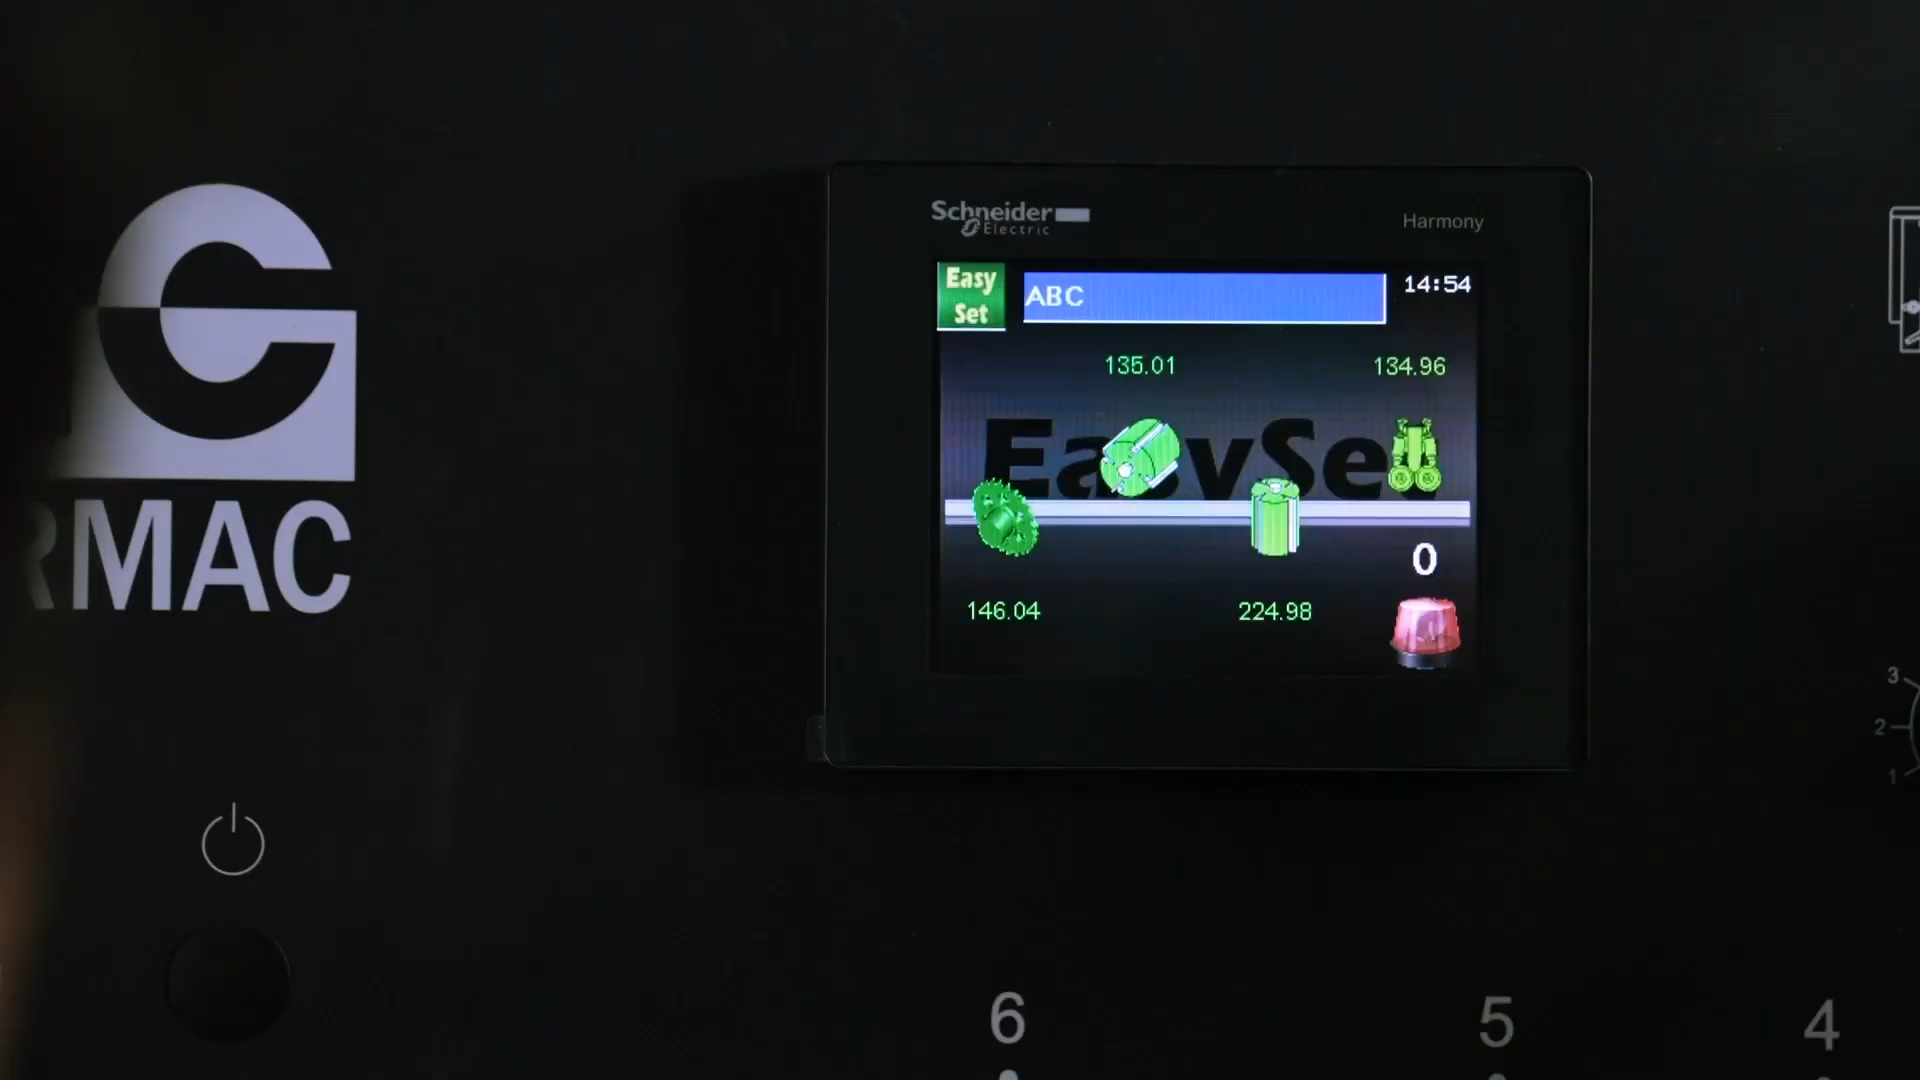 RMAC
Schneider
Electric
Harmony
Easy
Set
ABC
14:54
135.01
134.96
EasySet
0
146.04
224.98
3
2
1
6
5
4